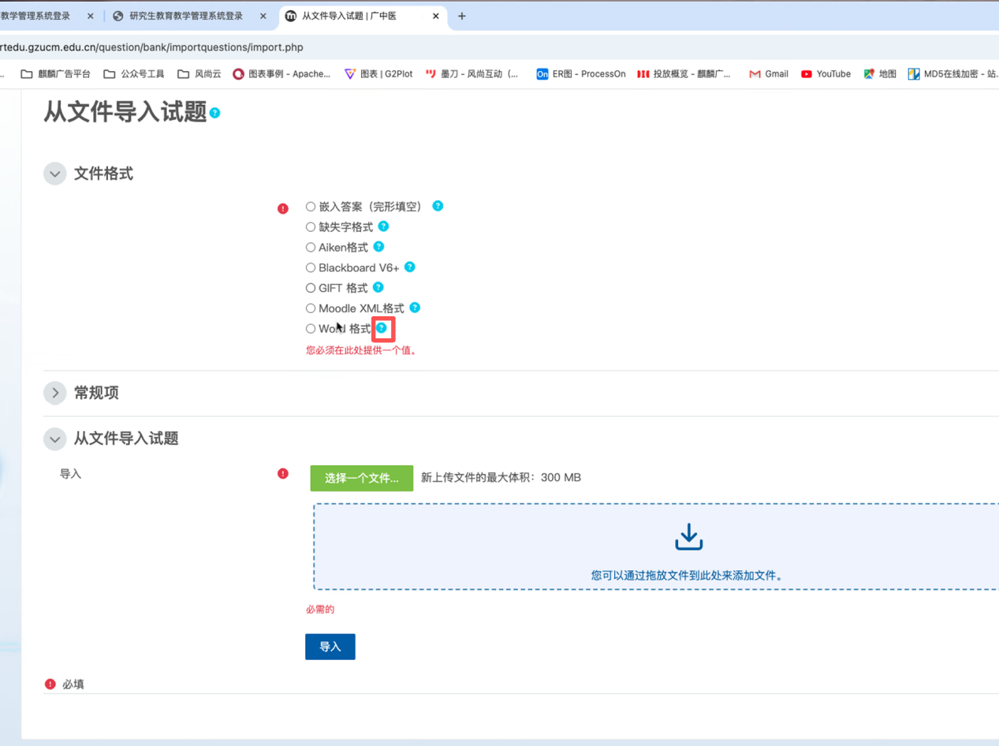 教学管理系统登录
研究生教育教学管理系统登录
从文件导入试题 | 广中医
rtedu.gzucm.edu.cn/question/bank/importquestions/import.php
麒麟广告平台
公众号工具
风尚云
图表事例 - Apache...
图表 | G2Plot
墨刀 - 风尚互动（...
On
ER图 - ProcessOn
投放概览 - 麒麟广...
Gmail
YouTube
地图
MD5在线加密 - 站...
从文件导入试题
文件格式
嵌入答案（完形填空）
缺失字格式
Aiken格式
Blackboard V6+
GIFT 格式
Moodle XML格式
Word 格式
您必须在此处提供一个值。
常规项
从文件导入试题
导入
选择一个文件...
新上传文件的最大体积：300 MB
您可以通过拖放文件到此处来添加文件。
必需的
导入
必填